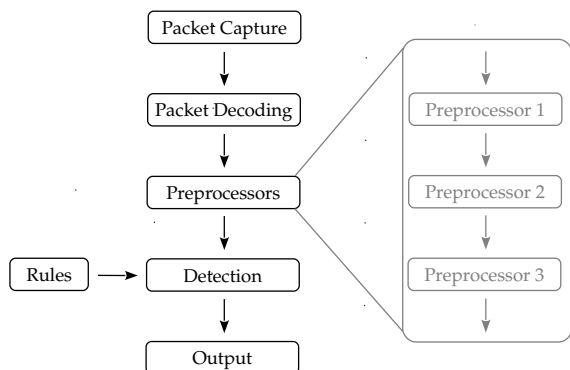 Packet Capture
Packet Decoding
Preprocessors
Rules
Detection
Output
Preprocessor 1
Preprocessor 2
Preprocessor 3